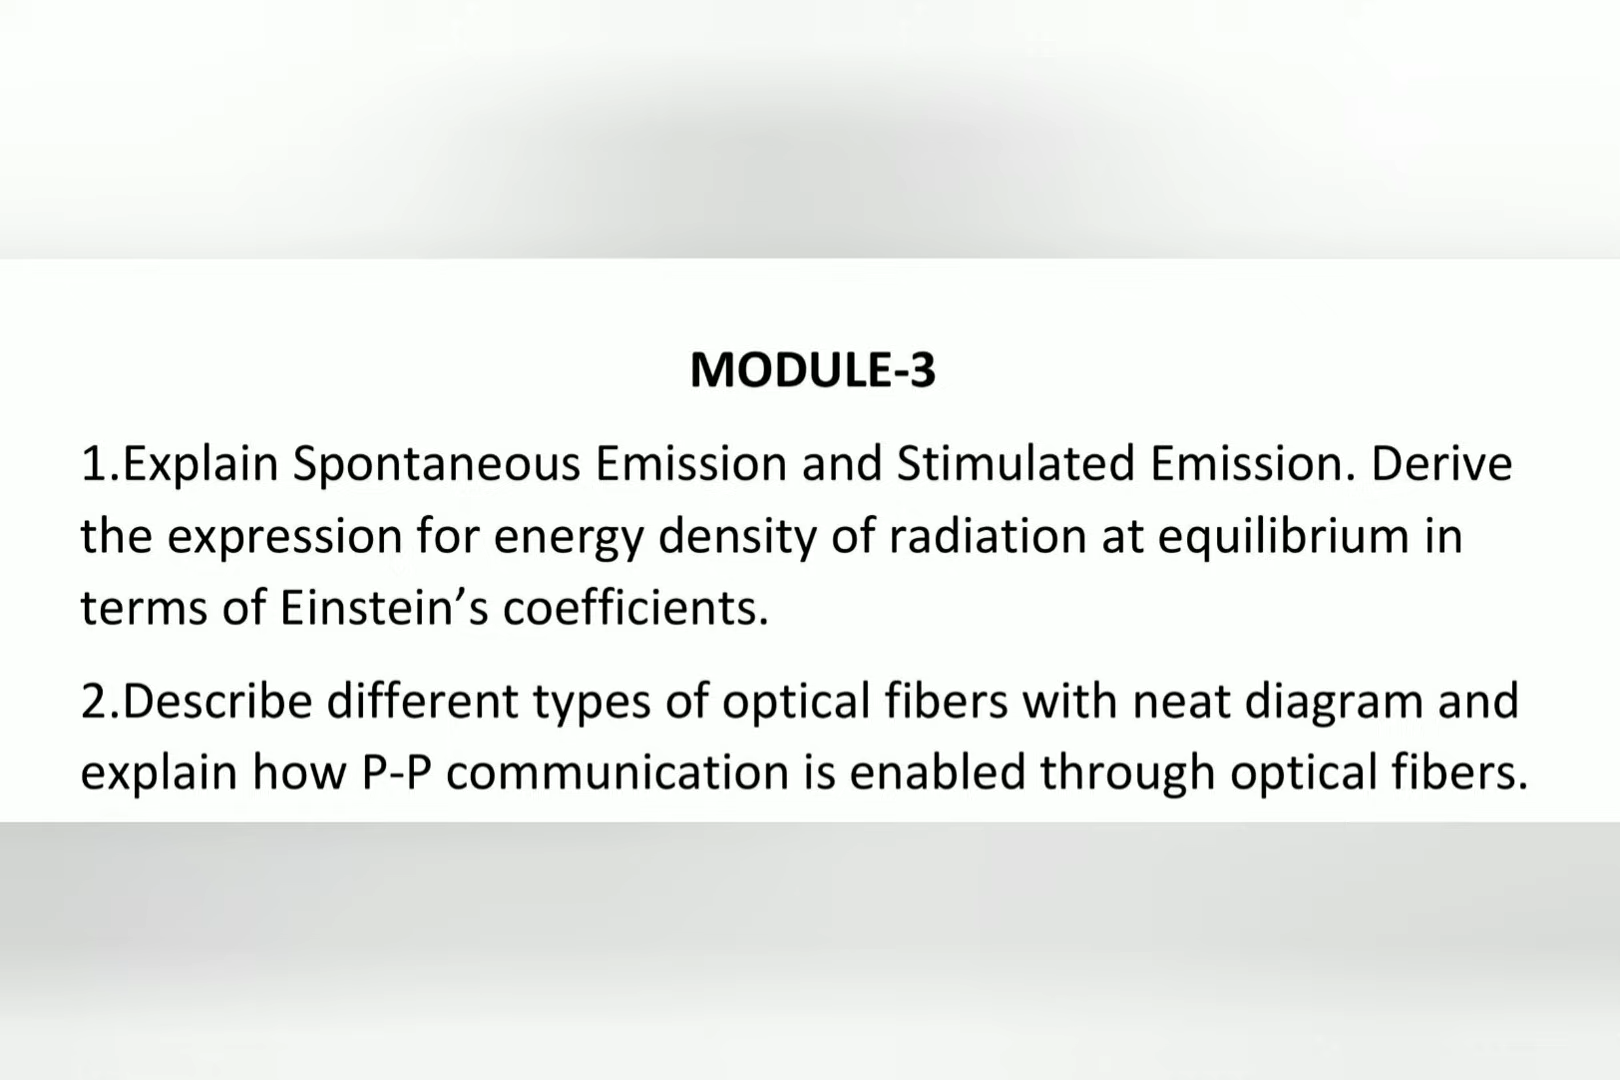 MODULE-3
1.Explain Spontaneous Emission and Stimulated Emission. Derive
the expression for energy density of radiation at equilibrium in
terms of Einstein’s coefficients.
2.Describe different types of optical fibers with neat diagram and
explain how P-P communication is enabled through optical fibers.